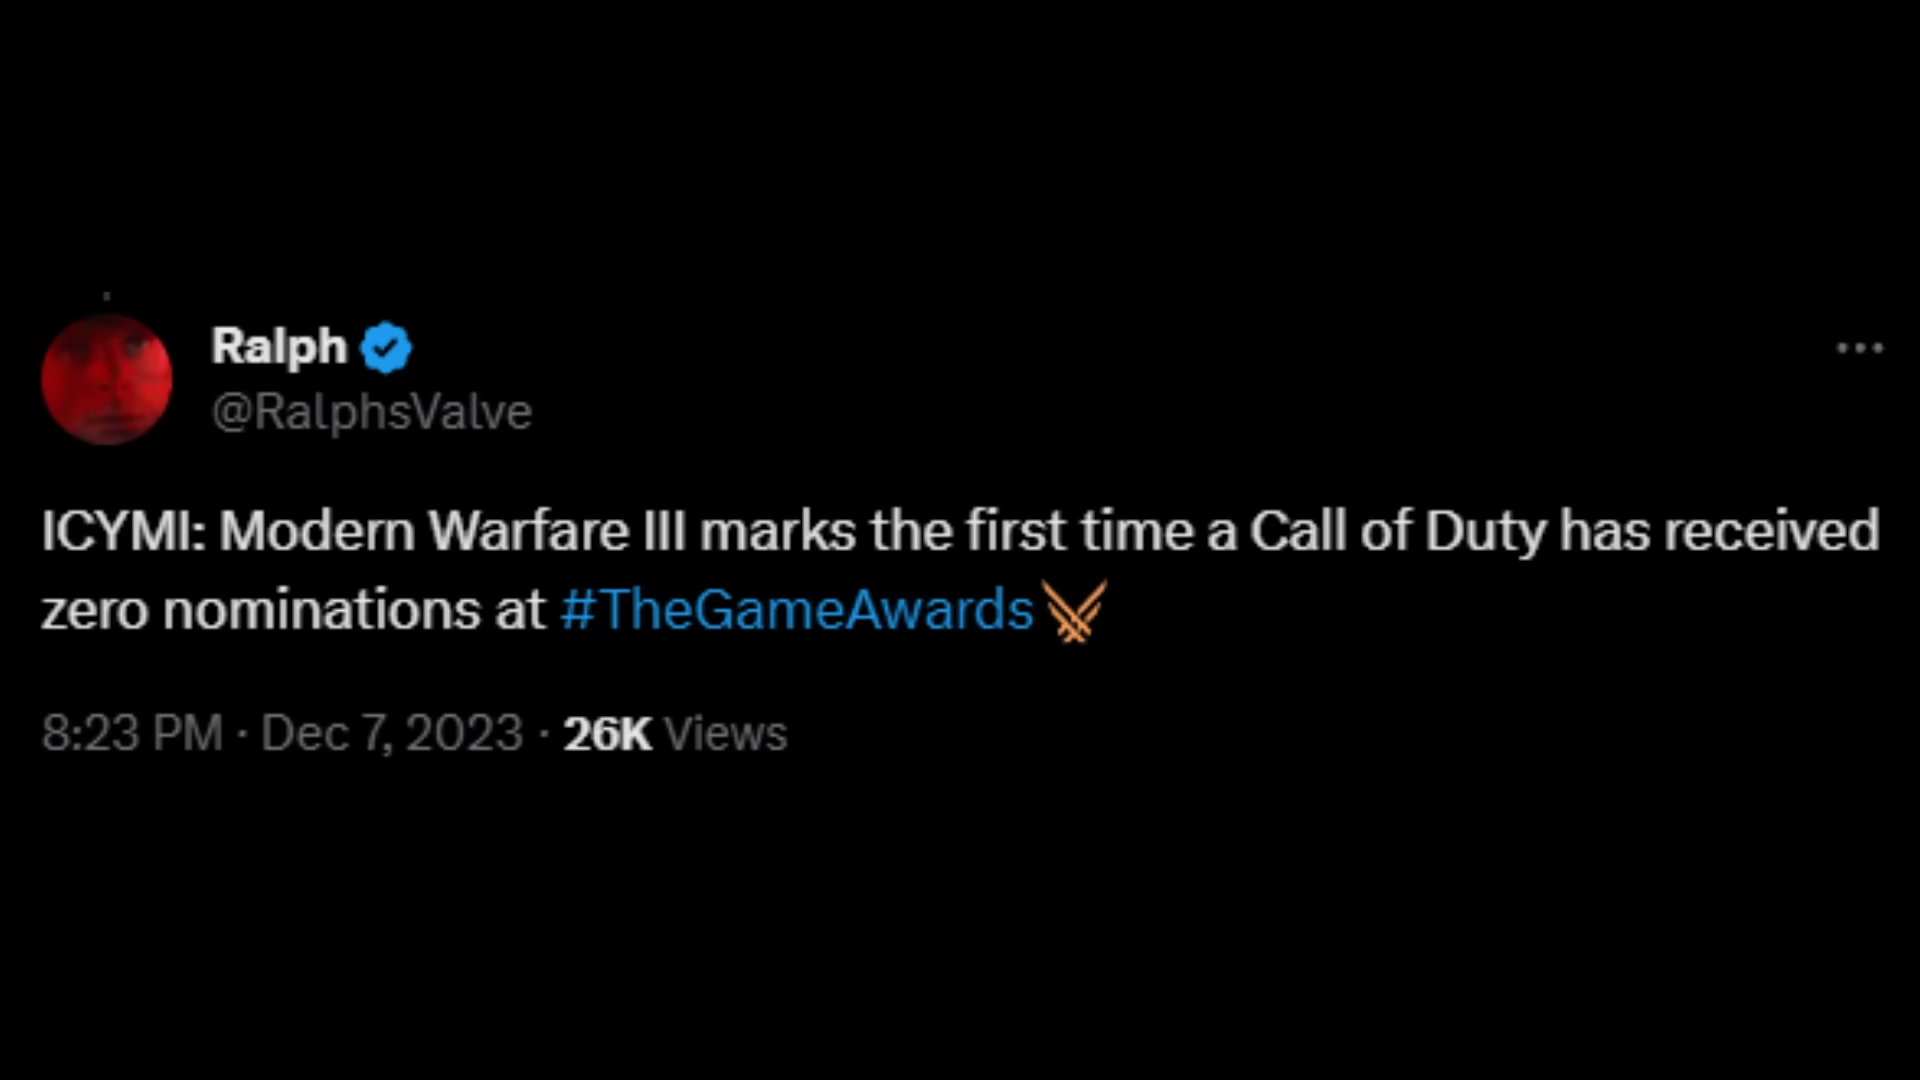 Ralph
@RalphsValve
ICYMI: Modern Warfare III marks the first time a Call of Duty has received
zero nominations at #TheGameAwards
8:23 PM · Dec 7, 2023 · 26K Views